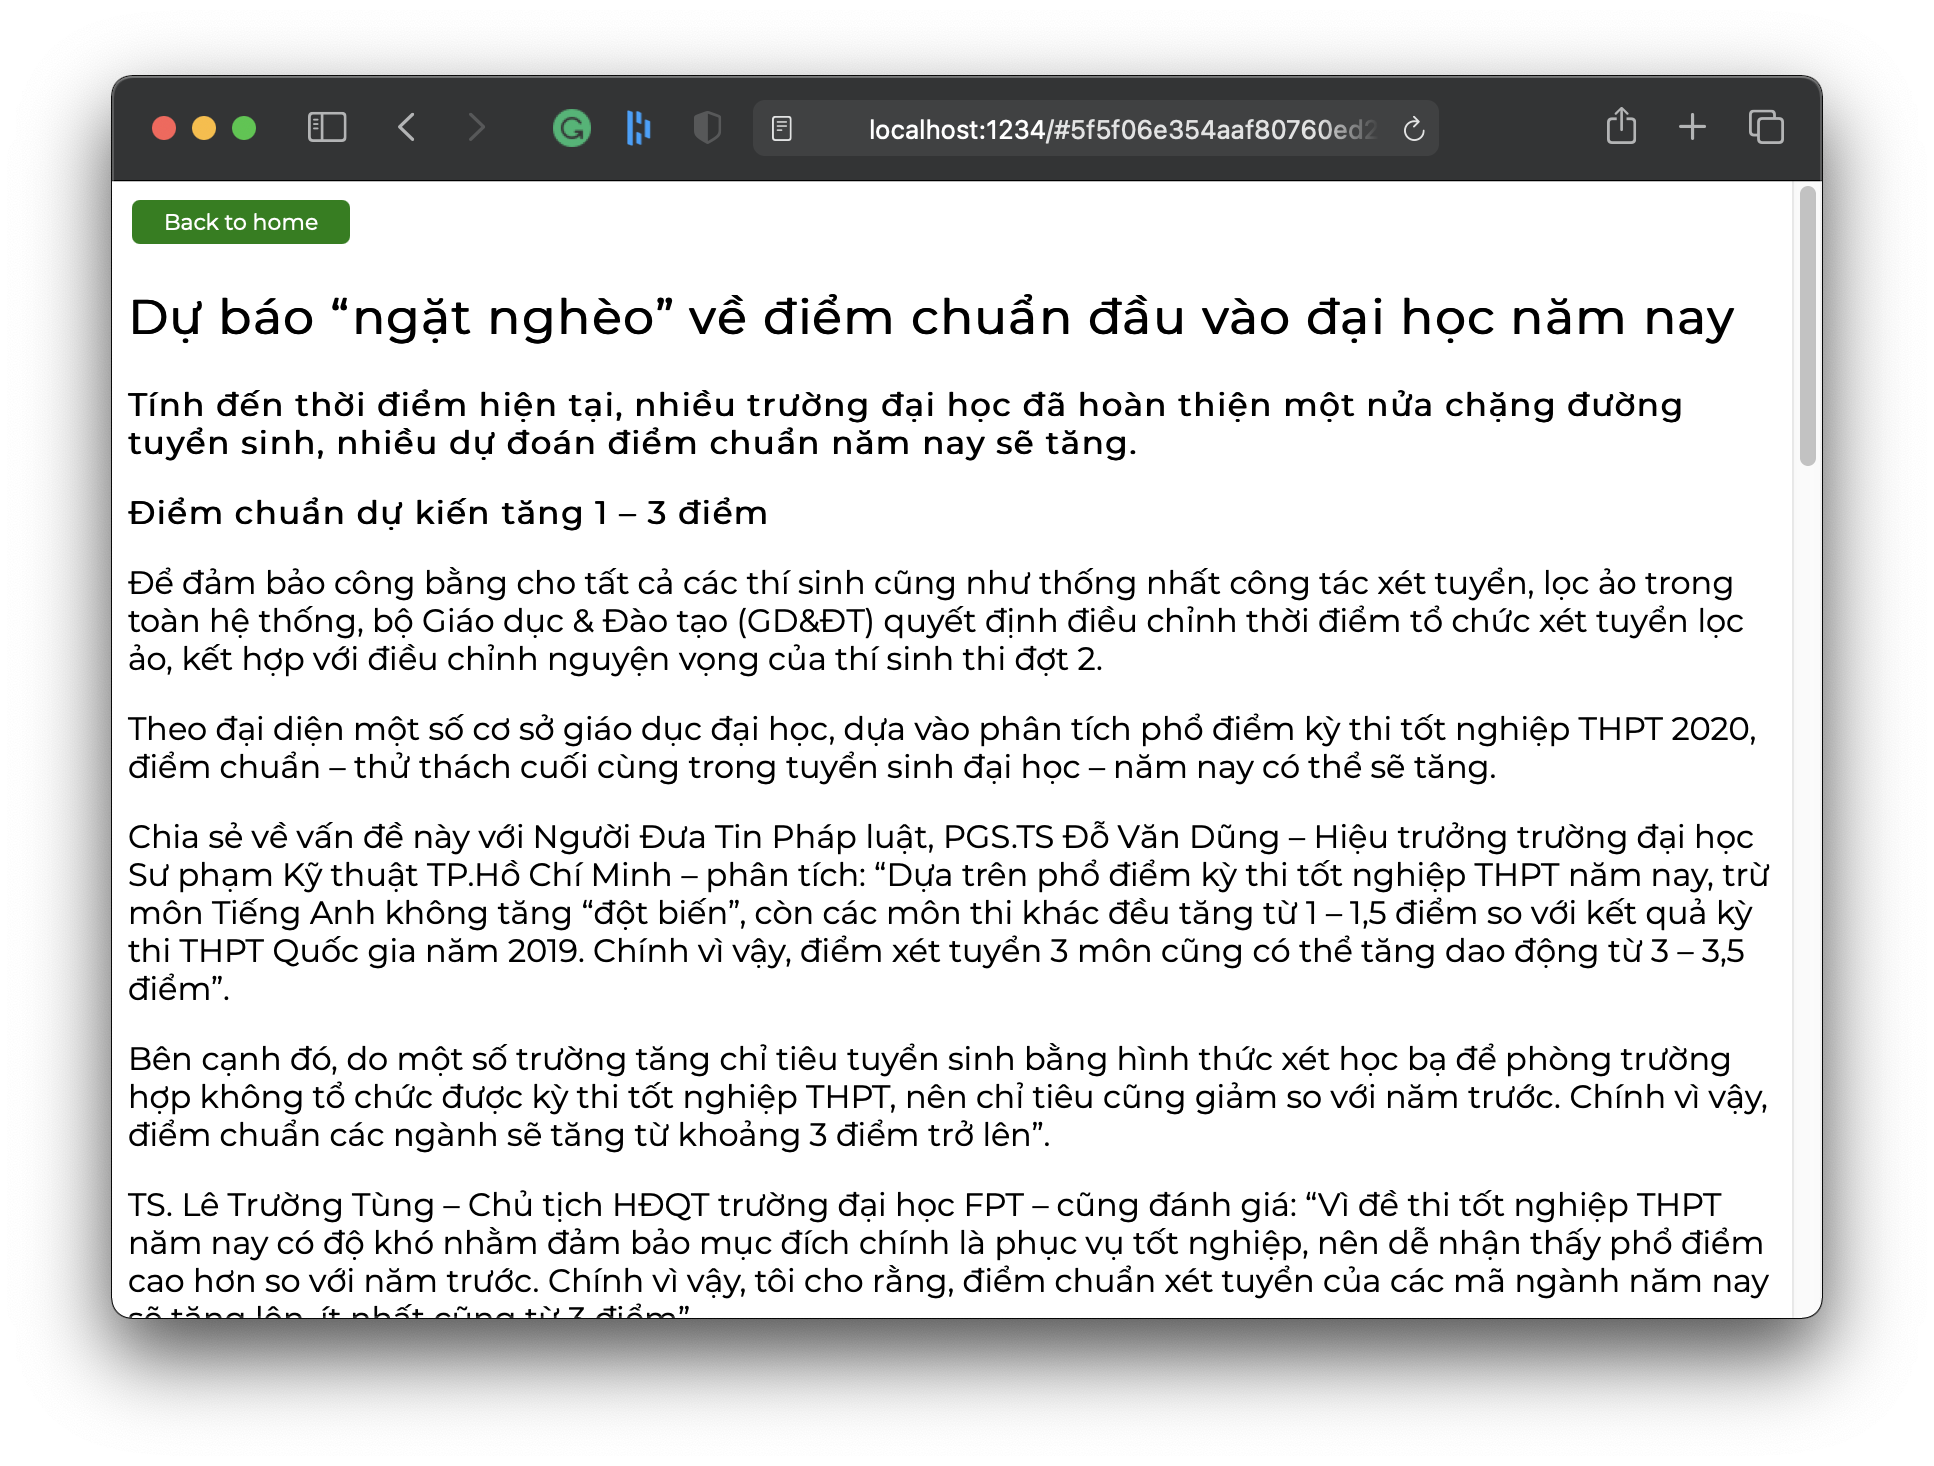 localhost:1234/#5f5f06e354aaf80760ed2
Back to home
Dự báo “ngặt nghèo” về điểm chuẩn đầu vào đại học năm nay
Tính đến thời điểm hiện tại, nhiều trường đại học đã hoàn thiện một nửa chặng đường
tuyển sinh, nhiều dự đoán điểm chuẩn năm nay sẽ tăng.
Điểm chuẩn dự kiến tăng 1 – 3 điểm
Để đảm bảo công bằng cho tất cả các thí sinh cũng như thống nhất công tác xét tuyển, lọc ảo trong
toàn hệ thống, bộ Giáo dục & Đào tạo (GD&ĐT) quyết định điều chỉnh thời điểm tổ chức xét tuyển lọc
ảo, kết hợp với điều chỉnh nguyện vọng của thí sinh thi đợt 2.
Theo đại diện một số cơ sở giáo dục đại học, dựa vào phân tích phổ điểm kỳ thi tốt nghiệp THPT 2020,
điểm chuẩn – thử thách cuối cùng trong tuyển sinh đại học – năm nay có thể sẽ tăng.
Chia sẻ về vấn đề này với Người Đưa Tin Pháp luật, PGS.TS Đỗ Văn Dũng – Hiệu trưởng trường đại học
Sư phạm Kỹ thuật TP.Hồ Chí Minh – phân tích: “Dựa trên phổ điểm kỳ thi tốt nghiệp THPT năm nay, trừ
môn Tiếng Anh không tăng “đột biến”, còn các môn thi khác đều tăng từ 1 – 1,5 điểm so với kết quả kỳ
thi THPT Quốc gia năm 2019. Chính vì vậy, điểm xét tuyển 3 môn cũng có thể tăng dao động từ 3 – 3,5
điểm”.
Bên cạnh đó, do một số trường tăng chỉ tiêu tuyển sinh bằng hình thức xét học bạ để phòng trường
hợp không tổ chức được kỳ thi tốt nghiệp THPT, nên chỉ tiêu cũng giảm so với năm trước. Chính vì vậy,
điểm chuẩn các ngành sẽ tăng từ khoảng 3 điểm trở lên”.
TS. Lê Trường Tùng – Chủ tịch HĐQT trường đại học FPT – cũng đánh giá: “Vì đề thi tốt nghiệp THPT
năm nay có độ khó nhằm đảm bảo mục đích chính là phục vụ tốt nghiệp, nên dễ nhận thấy phổ điểm
cao hơn so với năm trước. Chính vì vậy, tôi cho rằng, điểm chuẩn xét tuyển của các mã ngành năm nay
sẽ tăng lên, ít nhất cũng từ 3 điểm”